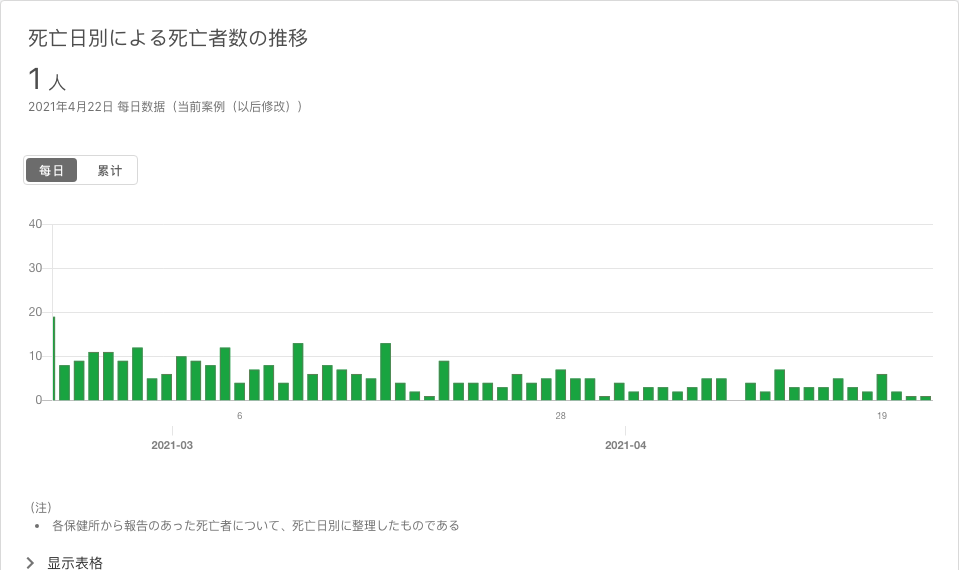 死亡日別による死亡者数の推移
1 人
2021年4月22日 每日数据（当前案例（以后修改））
每日 累计
40
30
20
10
0
6 28 19
2021-03 2021-04
（注）
• 各保健所から報告のあった死亡者について、死亡日別に整理したものである
显示表格